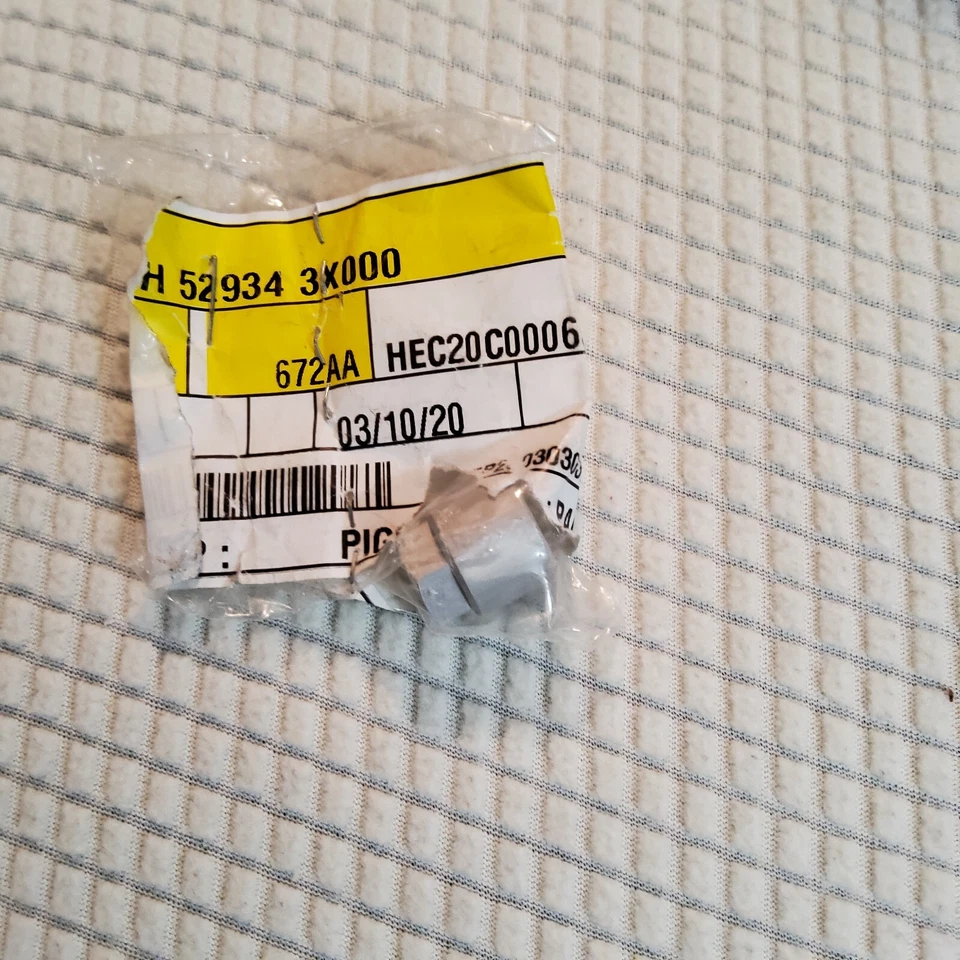 H 52934 3X000
672AA
HEC20C0006
03/10/20
: